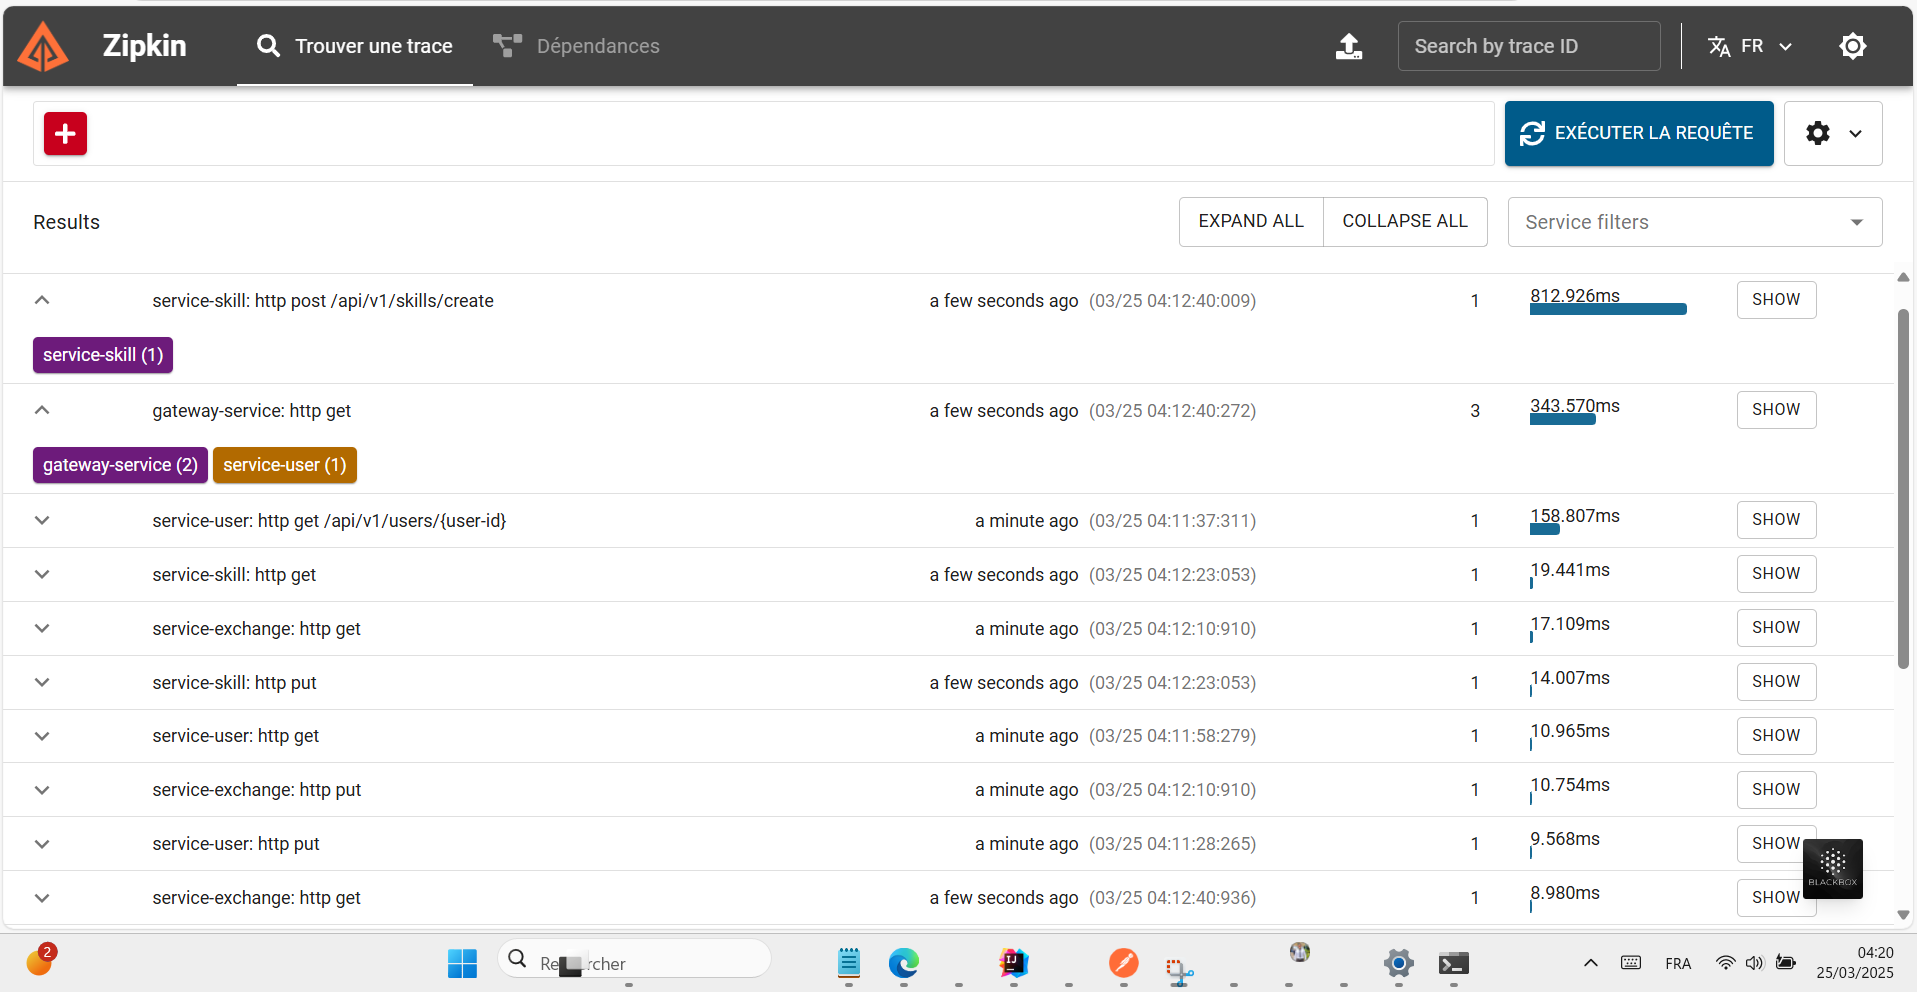 Zipkin
Trouver une trace
Dépendances
Search by trace ID
FR
EXÉCUTER LA REQUÊTE
Results
EXPAND ALL
COLLAPSE ALL
Service filters
service-skill: http post /api/v1/skills/create a few seconds ago (03/25 04:12:40:009) 1 812.926ms SHOW
service-skill (1)
gateway-service: http get a few seconds ago (03/25 04:12:40:272) 3 343.570ms SHOW
gateway-service (2) service-user (1)
service-user: http get /api/v1/users/{user-id} a minute ago (03/25 04:11:37:311) 1 158.807ms SHOW
service-skill: http get a few seconds ago (03/25 04:12:23:053) 1 19.441ms SHOW
service-exchange: http get a minute ago (03/25 04:12:10:910) 1 17.109ms SHOW
service-skill: http put a few seconds ago (03/25 04:12:23:053) 1 14.007ms SHOW
service-user: http get a minute ago (03/25 04:11:58:279) 1 10.965ms SHOW
service-exchange: http put a minute ago (03/25 04:12:10:910) 1 10.754ms SHOW
service-user: http put a minute ago (03/25 04:11:28:265) 1 9.568ms SHOW
service-exchange: http get a few seconds ago (03/25 04:12:40:936) 1 8.980ms SHOW
BLACKBOX
2
IJ
FRA
04:20
25/03/2025